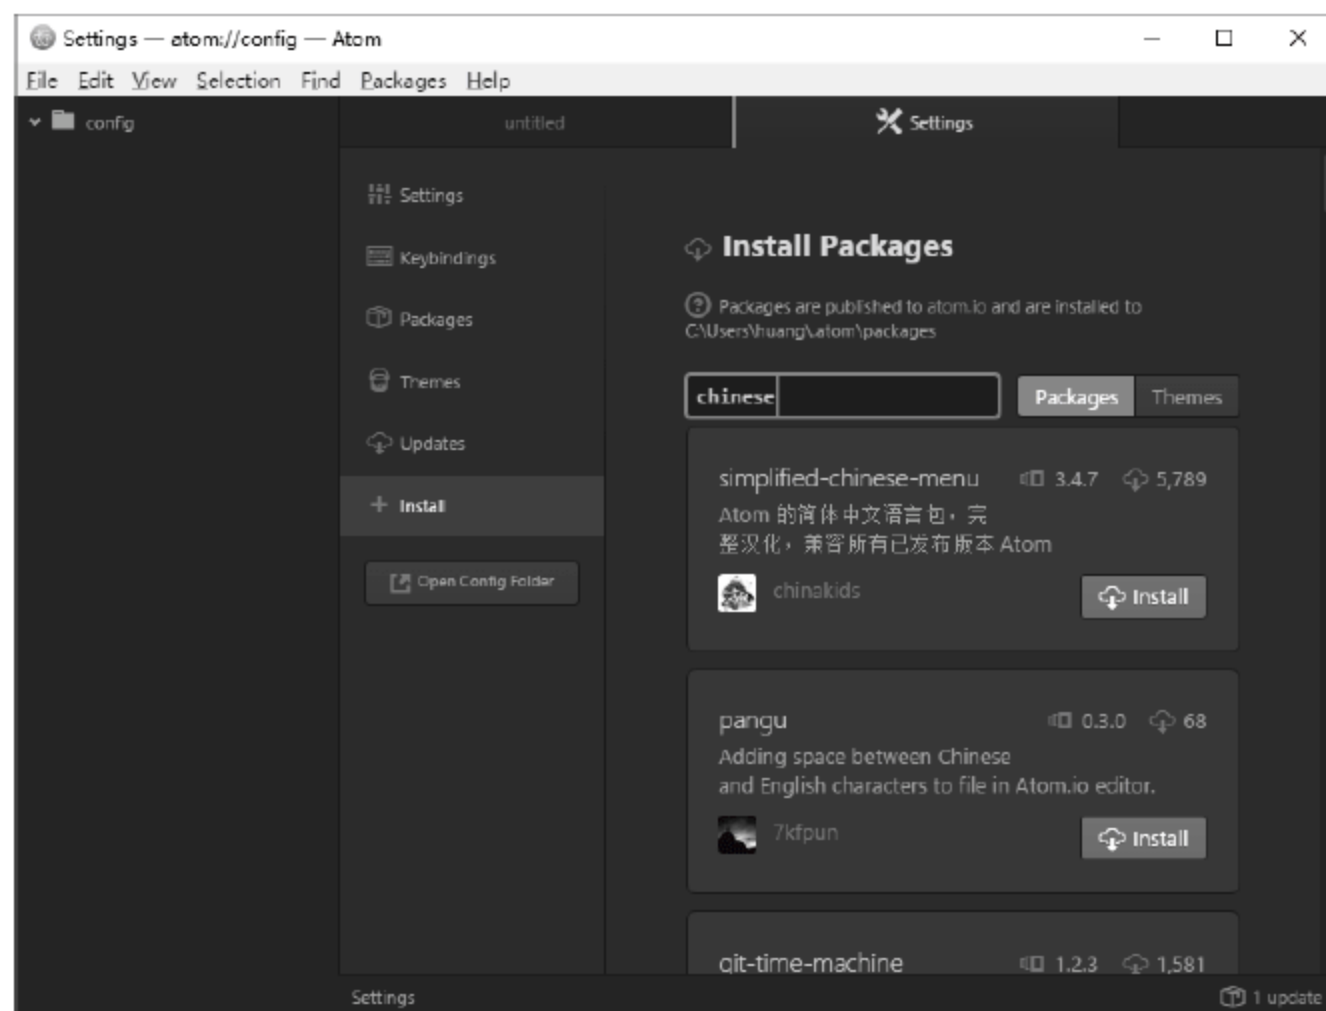 Settings — atom://config — Atom
File Edit View Selection Find Packages Help
config
untitled
Settings
Settings
Keybindings
Packages
Themes
Updates
Install
Open Config Folder
Install Packages
Packages are published to atom.io and are installed to
C:\Users\huang\.atom\packages
chinese
Packages Themes
simplified-chinese-menu 3.4.7 5,789
Atom 的简体中文语言包，完
整汉化，兼容所有已发布版本 Atom
chinakids
Install
pangu 0.3.0 68
Adding space between Chinese
and English characters to file in Atom.io editor.
7kfpun
Install
git-time-machine 1.2.3 1,581
Settings
1 update